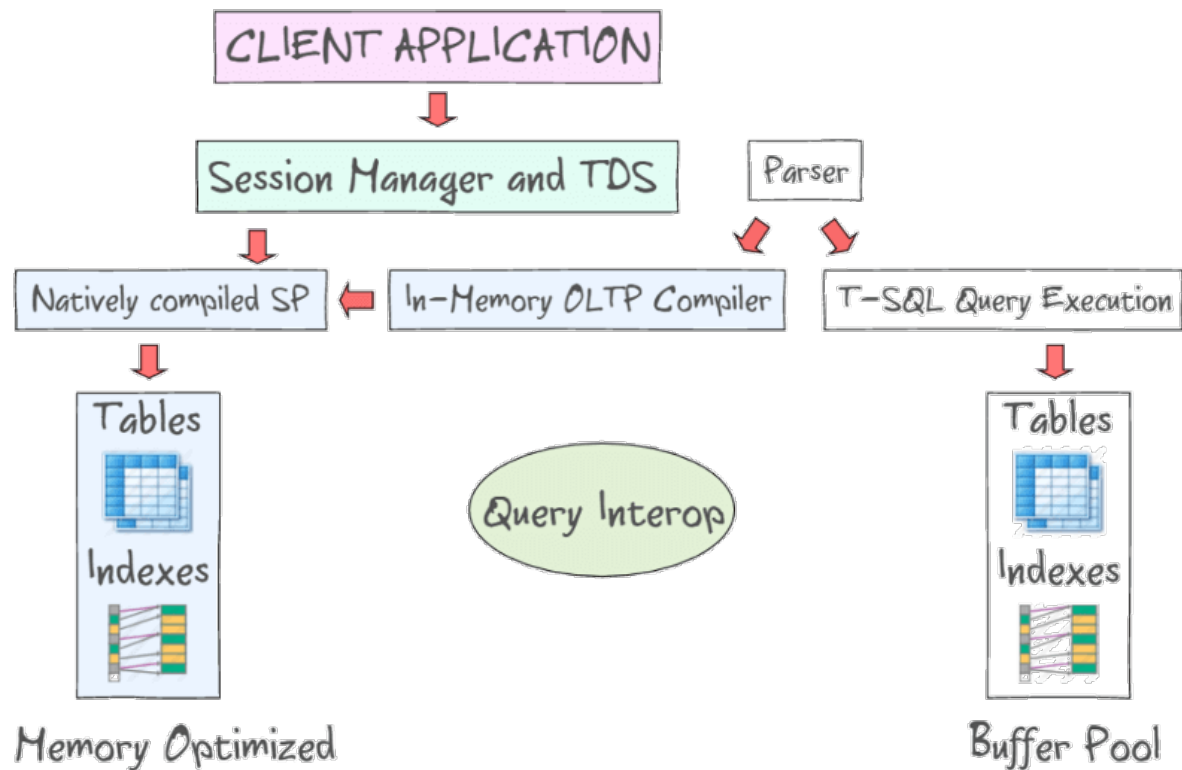 CLIENT APPLICATION
Session Manager and TDS
Parser
Natively compiled SP
In-Memory OLTP Compiler
T-SQL Query Execution
Tables
Indexes
Query Interop
Tables
Indexes
Memory Optimized
Buffer Pool